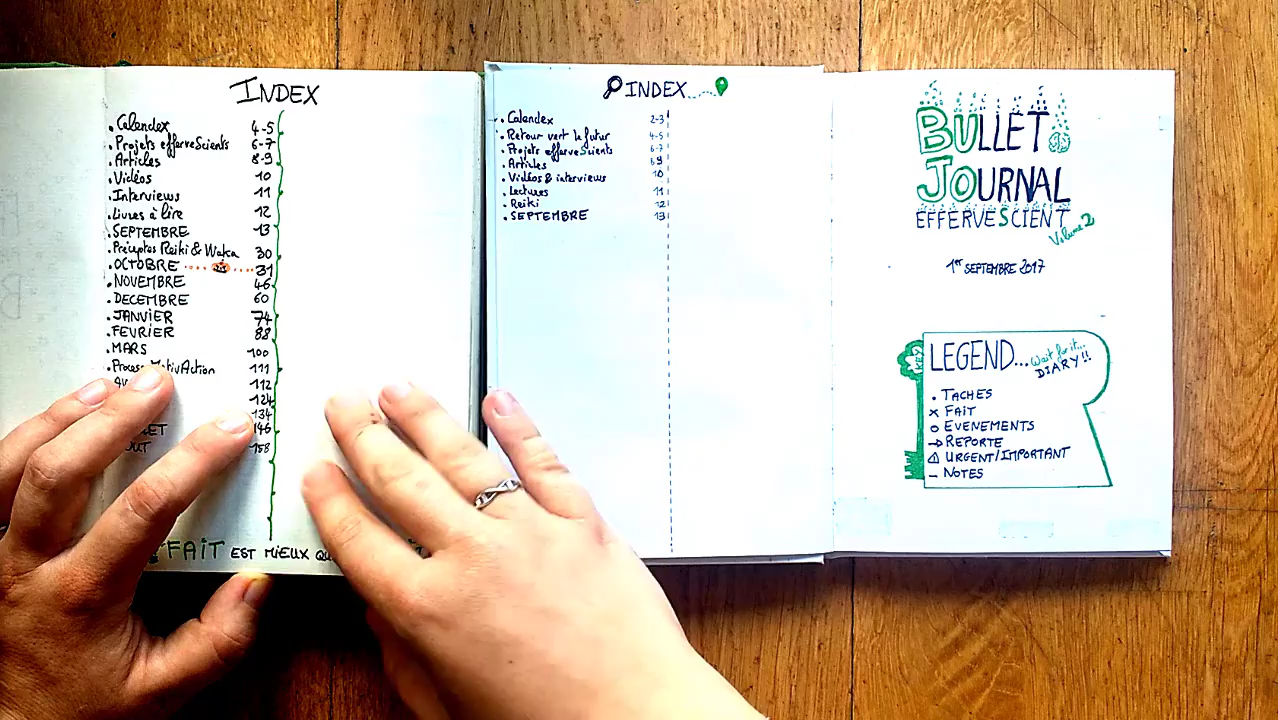 INDEX
. Calendex 4-5
. Projets efferveScients 6-7
. Articles 8-9
. Vidéos 10
. Interviews 11
. Livres à lire 12
. SEPTEMBRE 13
. Préceptes Reiki & Waka 30
. OCTOBRE 31
. NOVEMBRE 46
. DECEMBRE 60
. JANVIER 74
. FEVRIER 88
. MARS 100
. Process MotivAction 111
112
124
134
146
158
FAIT EST MIEUX
INDEX
. Calendex 2-3
. Retour vert le futur 4-5
. Projets efferveScients 6-7
. Articles 8-9
. Vidéos & interviews 10
. Lectures 11
. Reiki 12
. SEPTEMBRE 13
BULLET
JOURNAL
EFFERVESCIENT
Volume 2
1er SEPTEMBRE 2017
KEY
LEGEND... Wait for it...
DIARY!!
. TACHES
x FAIT
o EVENEMENTS
→ REPORTE
⚠ URGENT/IMPORTANT
– NOTES